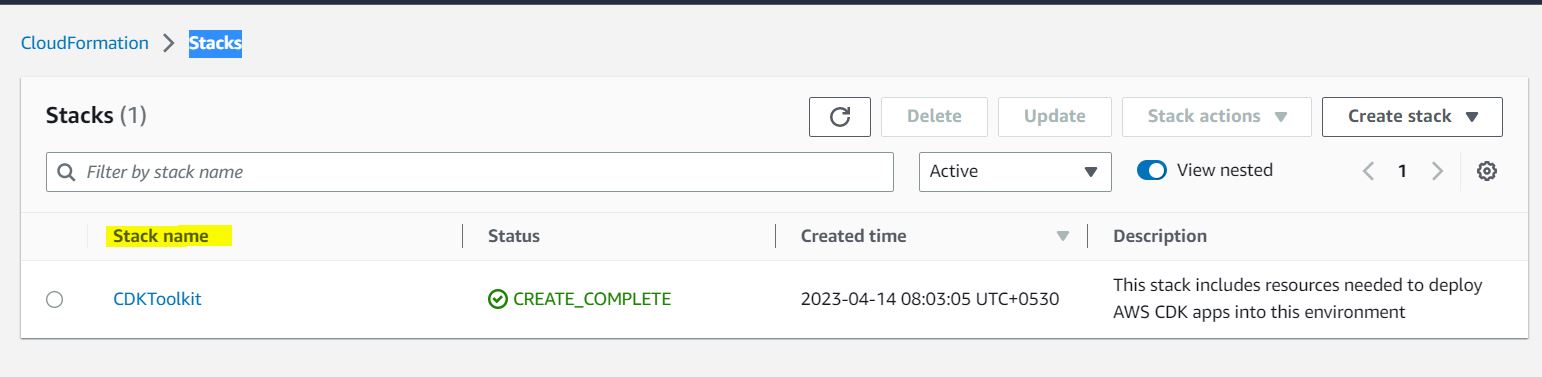 CloudFormation > Stacks
Stacks (1)
Delete
Update
Stack actions
Create stack
Filter by stack name
Active
View nested
1
Stack name
Status
Created time
Description
CDKToolkit
CREATE_COMPLETE
2023-04-14 08:03:05 UTC+0530
This stack includes resources needed to deploy
AWS CDK apps into this environment